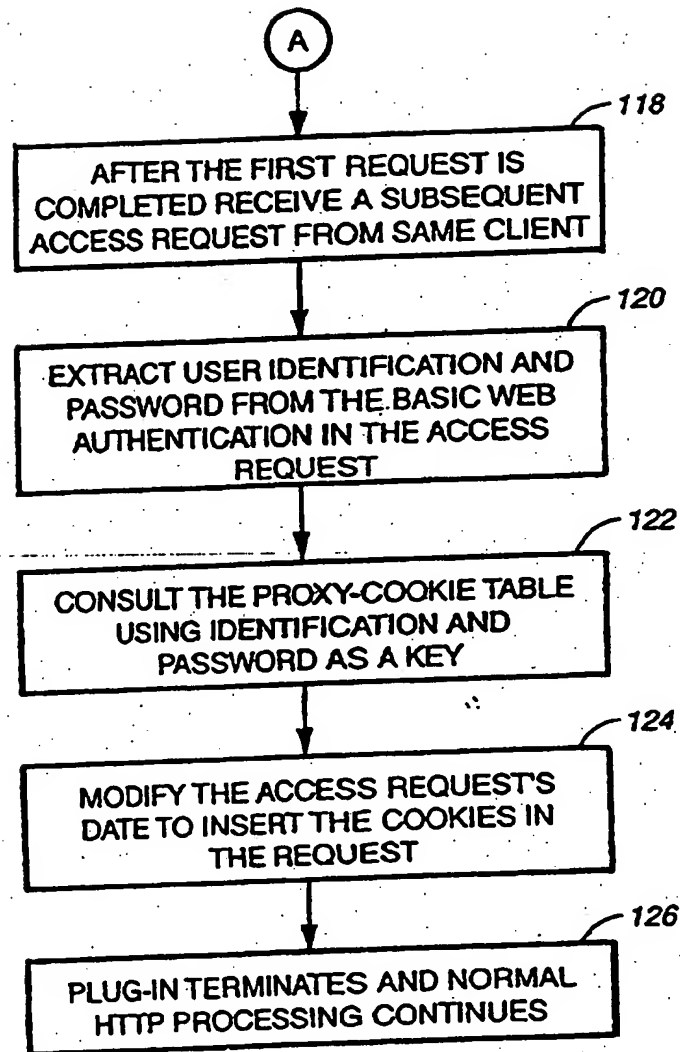 A
118
AFTER THE FIRST REQUEST IS
COMPLETED RECEIVE A SUBSEQUENT
ACCESS REQUEST FROM SAME CLIENT
120
EXTRACT USER IDENTIFICATION AND
PASSWORD FROM THE BASIC WEB
AUTHENTICATION IN THE ACCESS
REQUEST
122
CONSULT THE PROXY-COOKIE TABLE
USING IDENTIFICATION AND
PASSWORD AS A KEY
124
MODIFY THE ACCESS REQUEST'S
DATE TO INSERT THE COOKIES IN
THE REQUEST
126
PLUG-IN TERMINATES AND NORMAL
HTTP PROCESSING CONTINUES